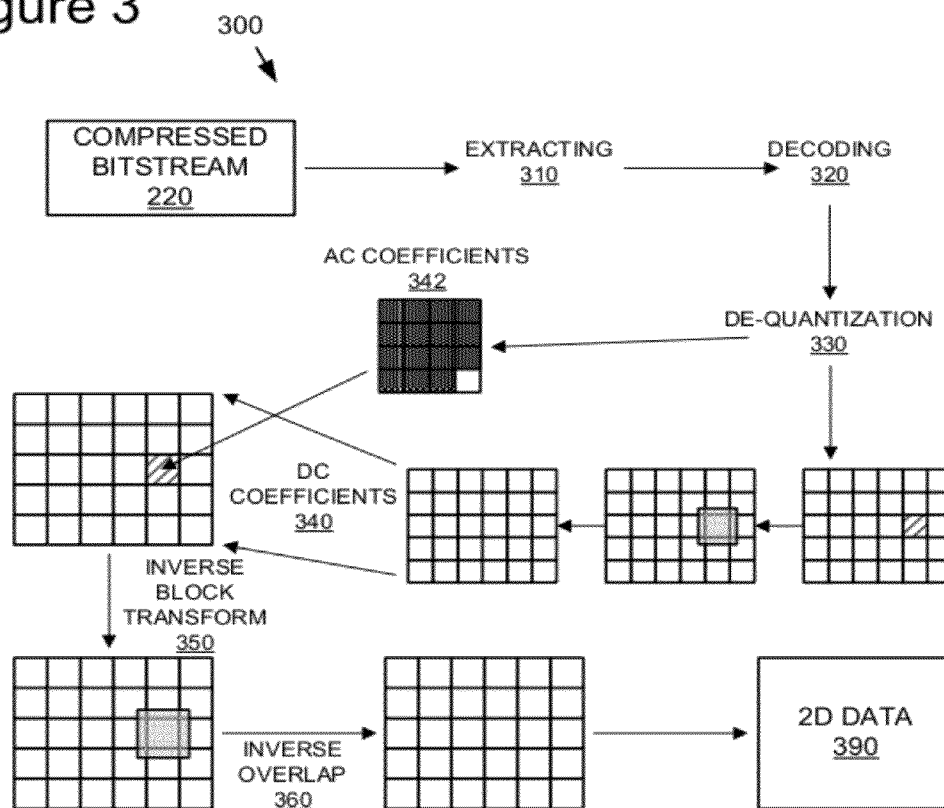 gure 3
300
COMPRESSED
BITSTREAM
220
EXTRACTING
310
DECODING
320
AC COEFFICIENTS
342
DE-QUANTIZATION
330
DC
COEFFICIENTS
340
INVERSE
BLOCK
TRANSFORM
350
INVERSE
OVERLAP
360
2D DATA
390